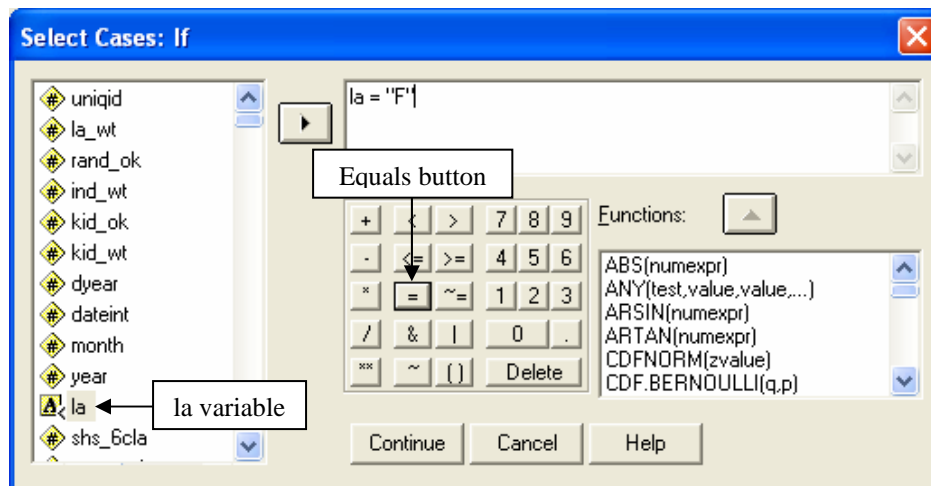 Select Cases: If
uniqid
la_wt
rand_ok
ind_wt
kid_ok
kid_wt
dyear
dateint
month
year
la
shs_6cla
la = "F"
Equals button
la variable
+ < > 7 8 9
- <= >= 4 5 6
* = ~= 1 2 3
/ & | 0 .
** ~ ( ) Delete
Functions:
ABS(numexpr)
ANY(test,value,value,...)
ARSIN(numexpr)
ARTAN(numexpr)
CDFNORM(zvalue)
CDF.BERNOULLI(q,p)
Continue Cancel Help